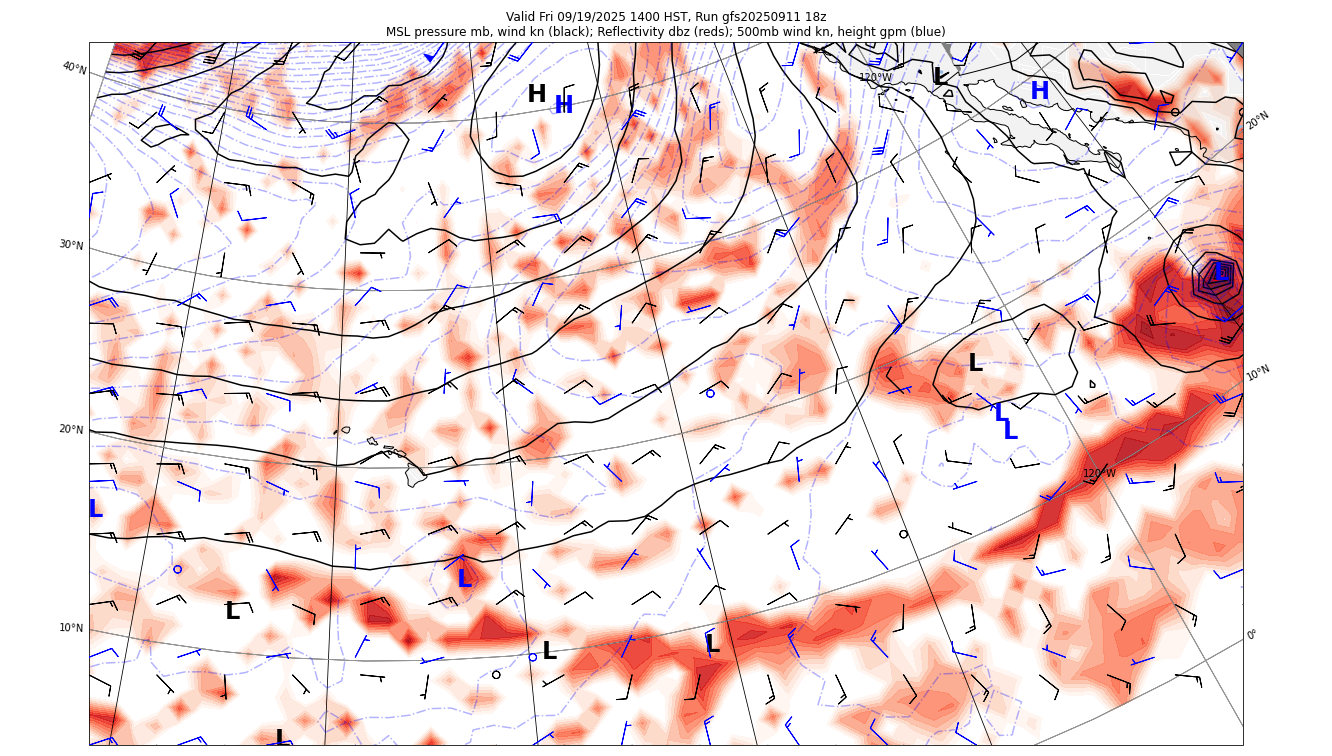 Valid Fri 09/19/2025 1400 HST, Run gfs20250911 18z
MSL pressure mb, wind kn (black); Reflectivity dbz (reds); 500mb wind kn, height gpm (blue)
40°N
120°W
L
H
H
H
20°N
30°N
L
L
10°N
L
L
20°N
120°W
L
L
L
10°N
L
L
0°
L